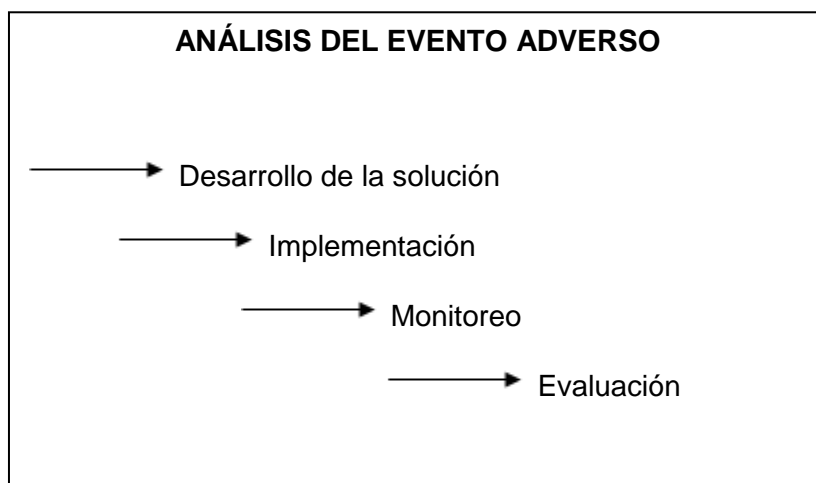 ANÁLISIS DEL EVENTO ADVERSO
Desarrollo de la solución
Implementación
Monitoreo
Evaluación